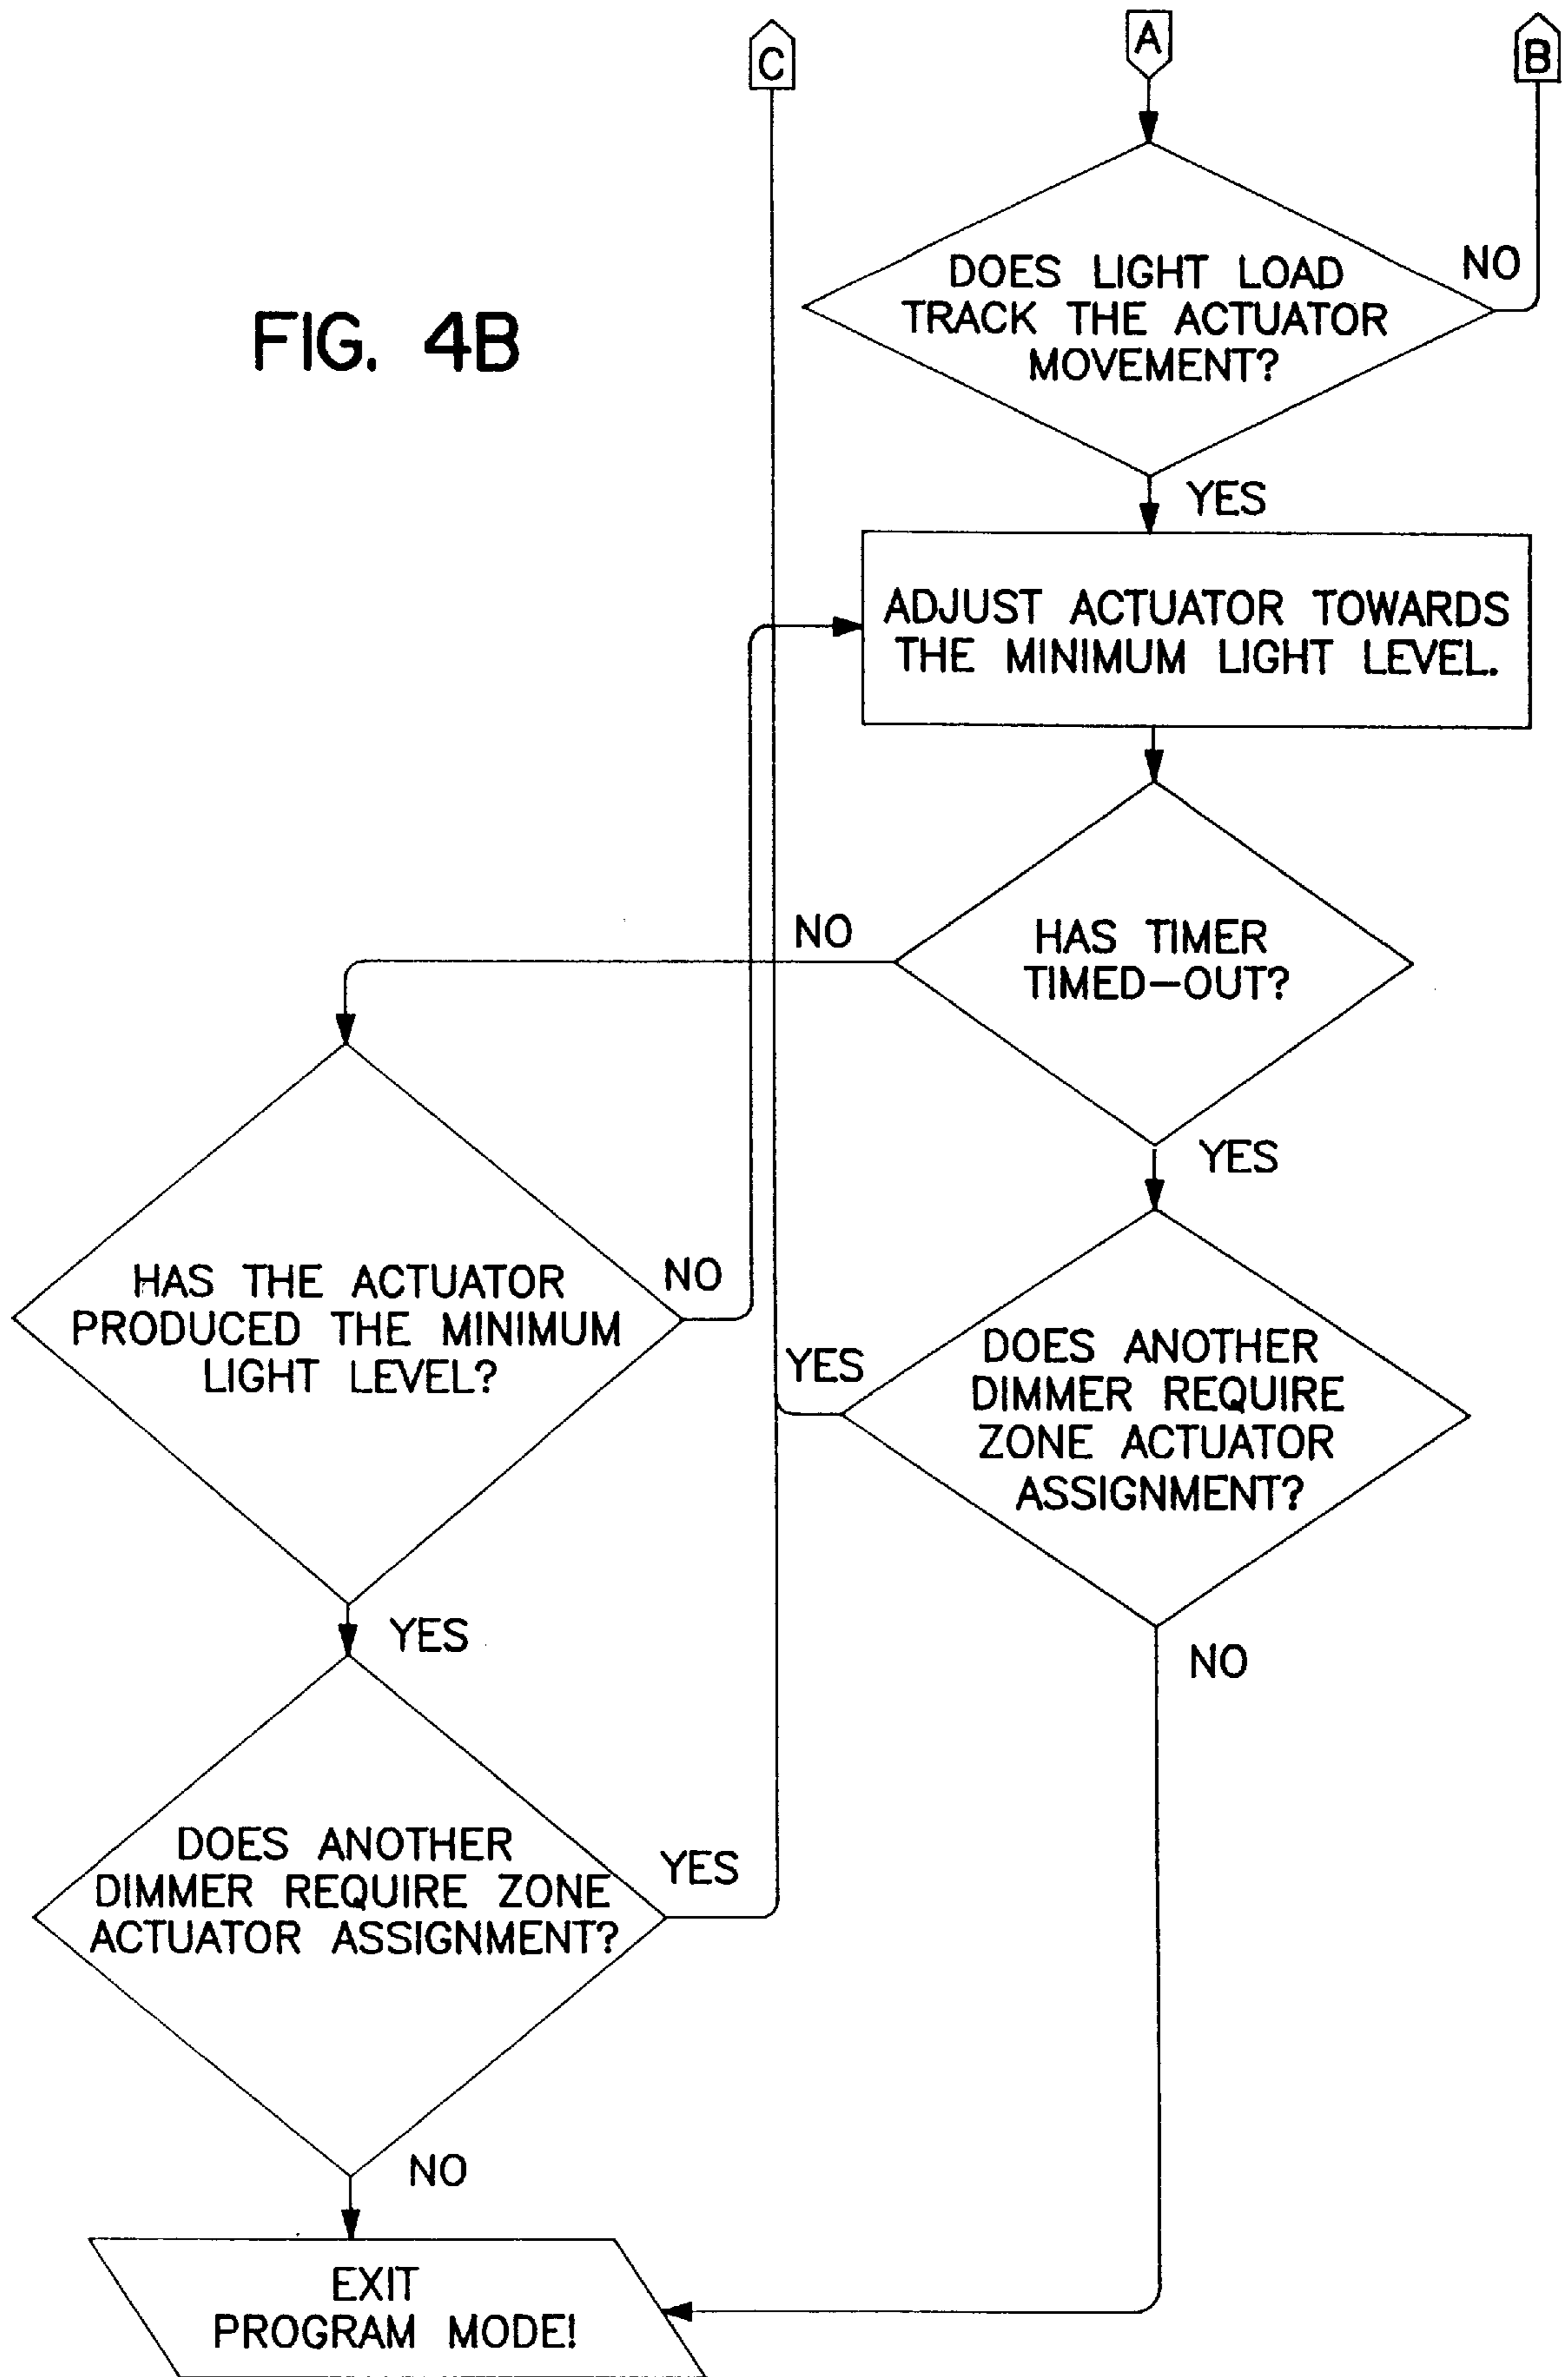 C
A
B
FIG. 4B
DOES LIGHT LOAD
TRACK THE ACTUATOR
MOVEMENT?
NO
YES
ADJUST ACTUATOR TOWARDS
THE MINIMUM LIGHT LEVEL.
NO
HAS TIMER
TIMED-OUT?
YES
HAS THE ACTUATOR
PRODUCED THE MINIMUM
LIGHT LEVEL?
NO
YES
DOES ANOTHER
DIMMER REQUIRE
ZONE ACTUATOR
ASSIGNMENT?
YES
NO
DOES ANOTHER
DIMMER REQUIRE ZONE
ACTUATOR ASSIGNMENT?
YES
NO
EXIT
PROGRAM MODE!